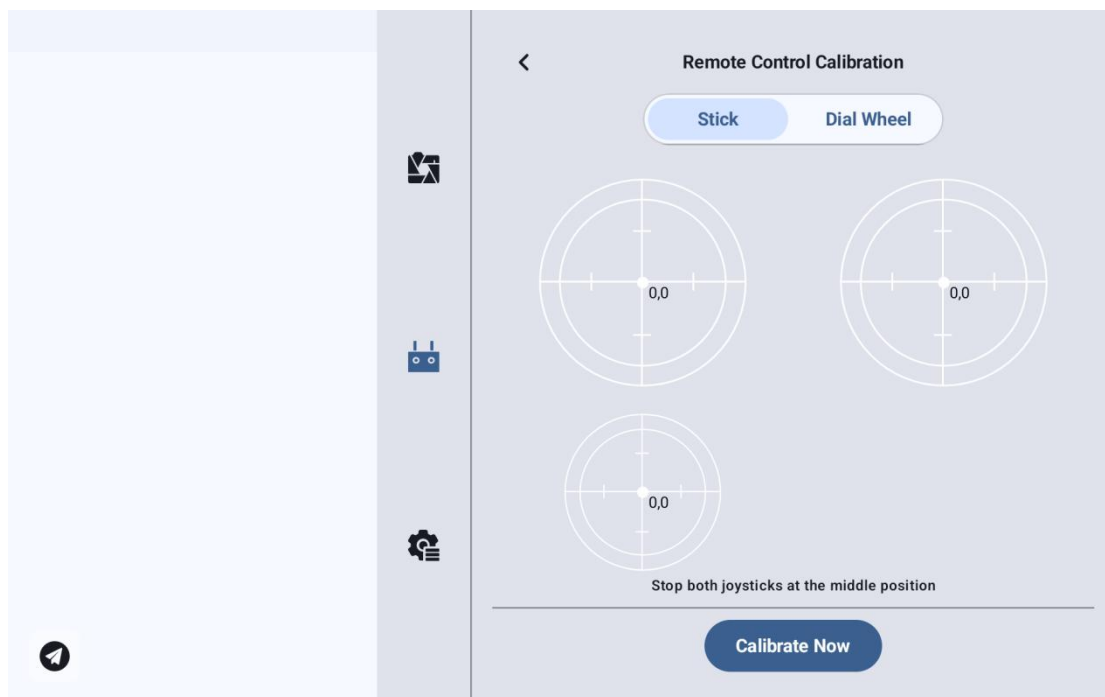 Remote Control Calibration
Stick
Dial Wheel
0,0
0,0
0,0
Stop both joysticks at the middle position
Calibrate Now